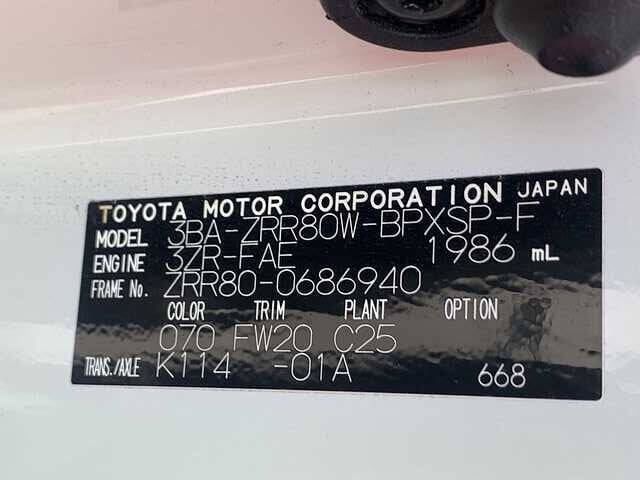 TOYOTA MOTOR CORPORATION JAPAN
MODEL 3BA-ZRR80W-BPXSP-F
ENGINE 3ZR-FAE 1986 mL
FRAME No. ZRR80-0686940
COLOR TRIM PLANT OPTION
070 FW20 C25
TRANS./AXLE K114 -01A 668